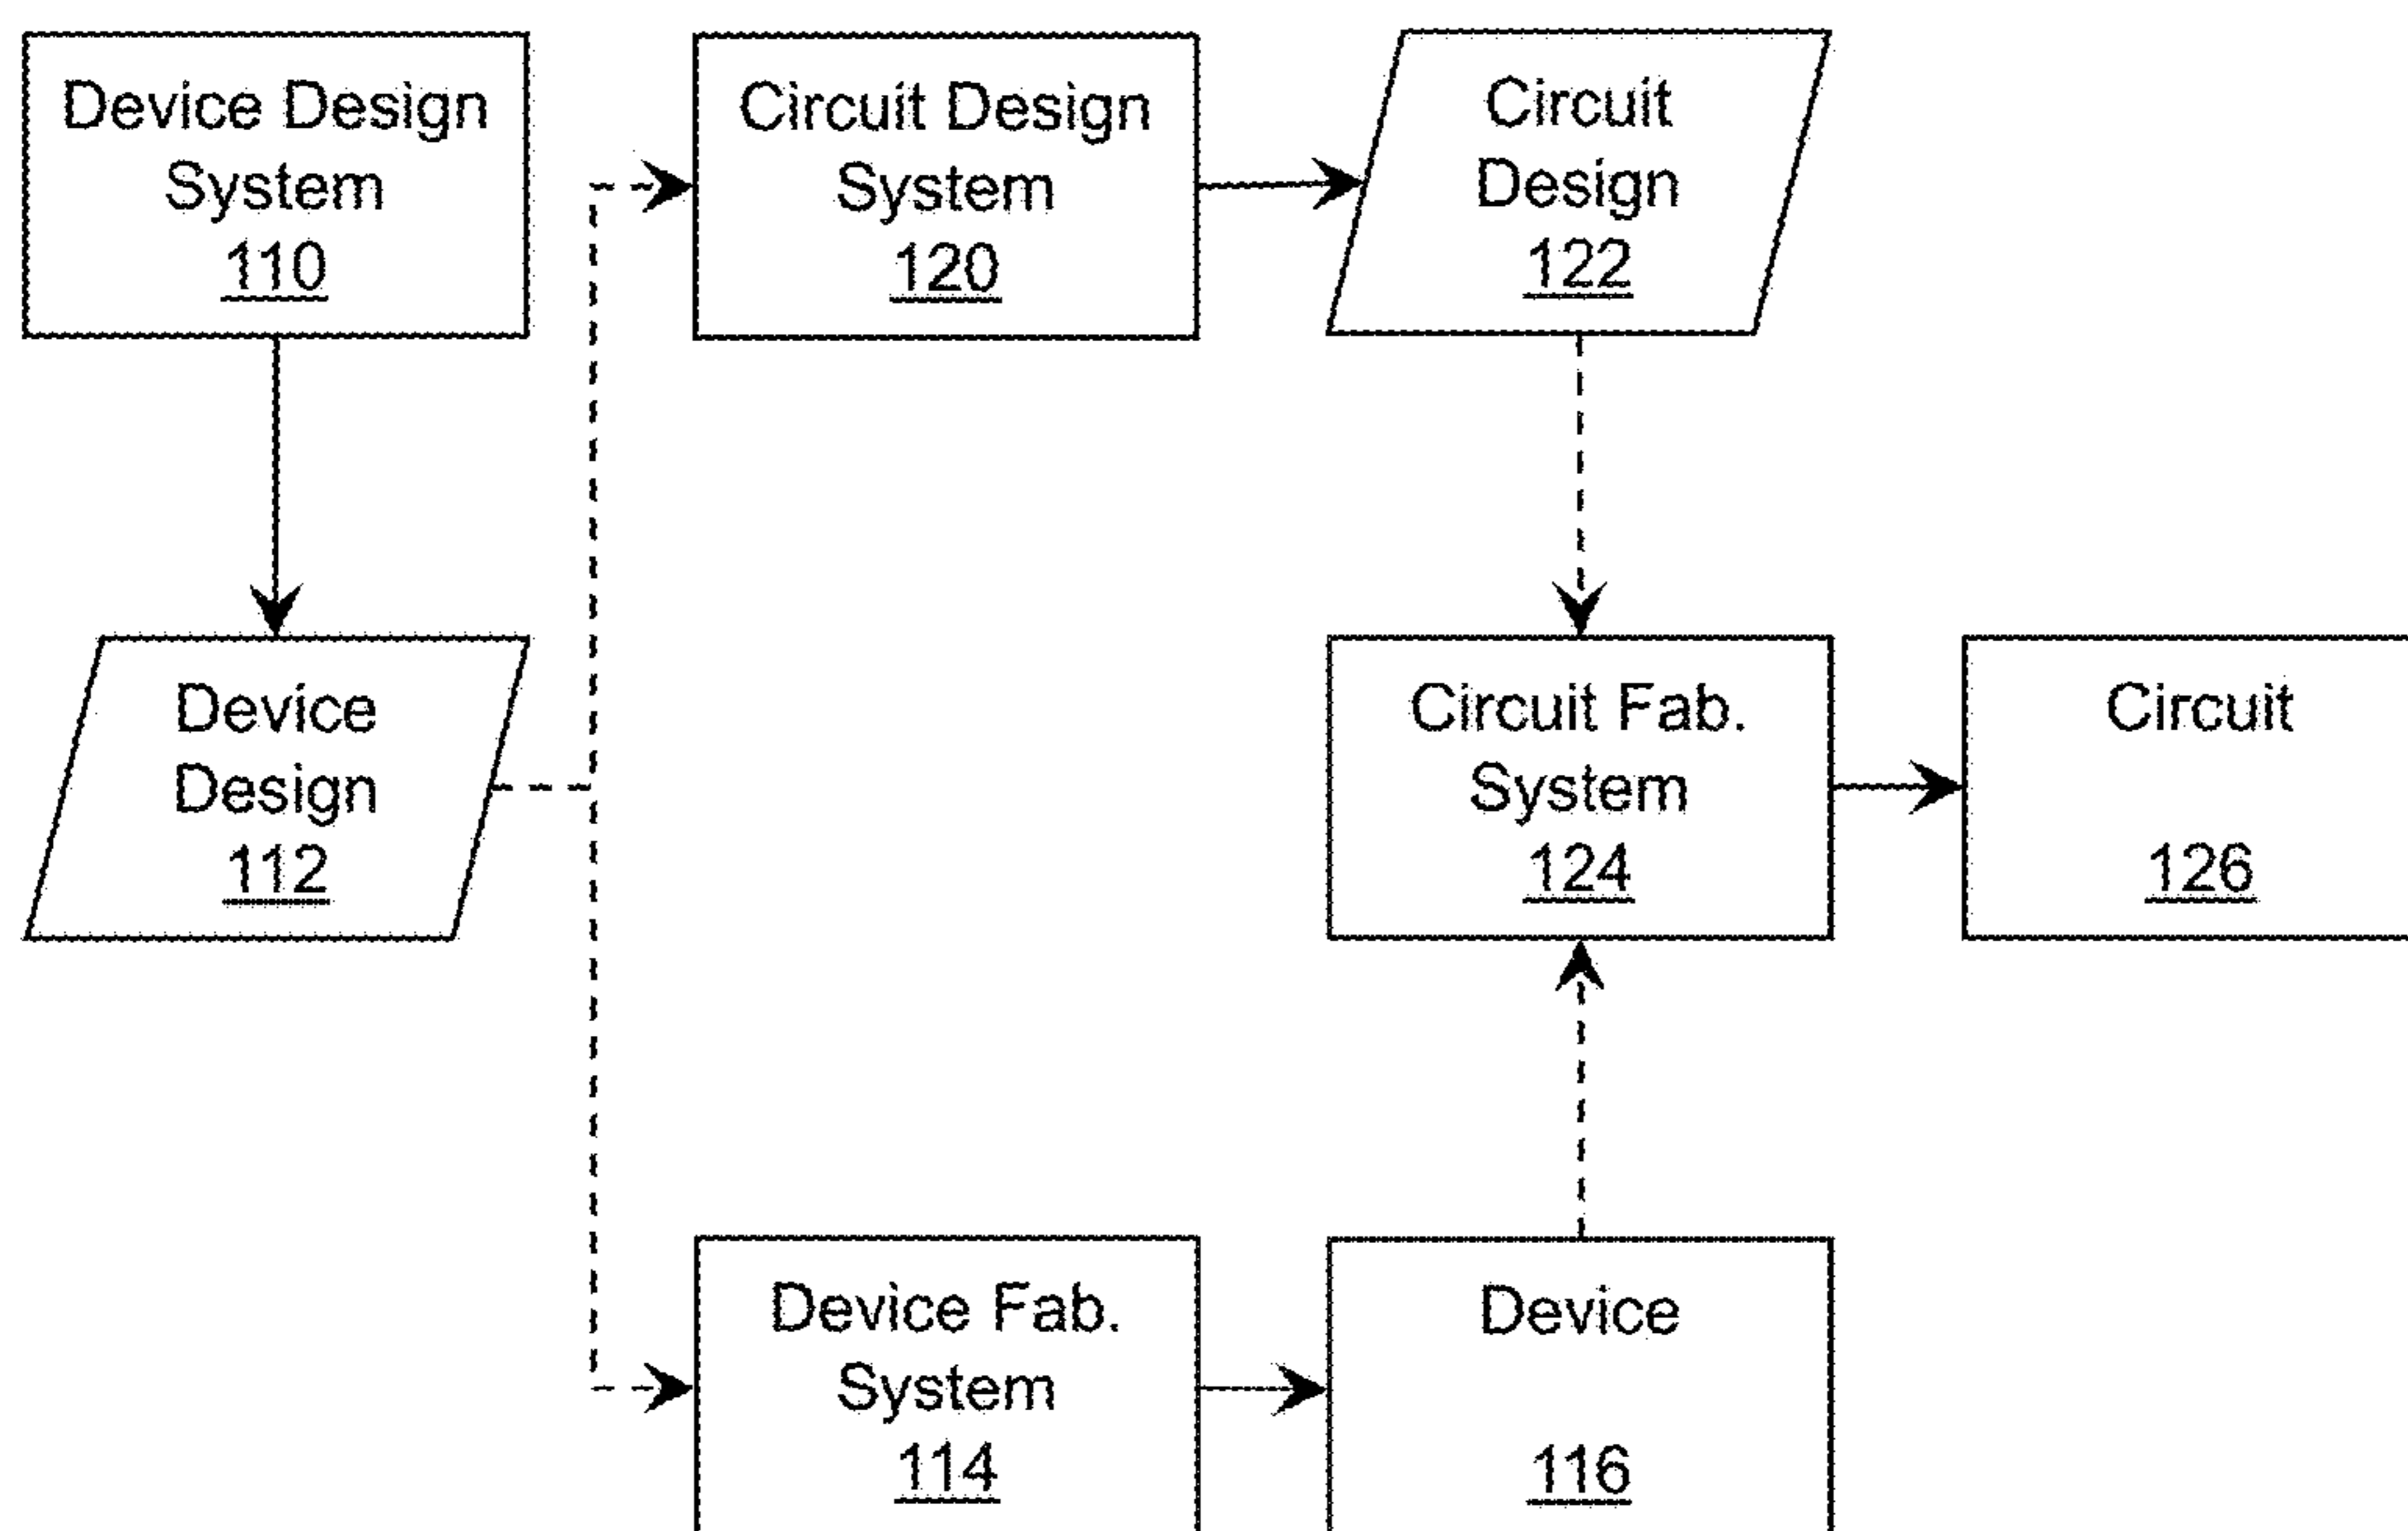 Device Design
System
110
Circuit Design
System
120
Circuit
Design
122
Device
Design
112
Circuit Fab.
System
124
Circuit
126
Device Fab.
System
114
Device
116